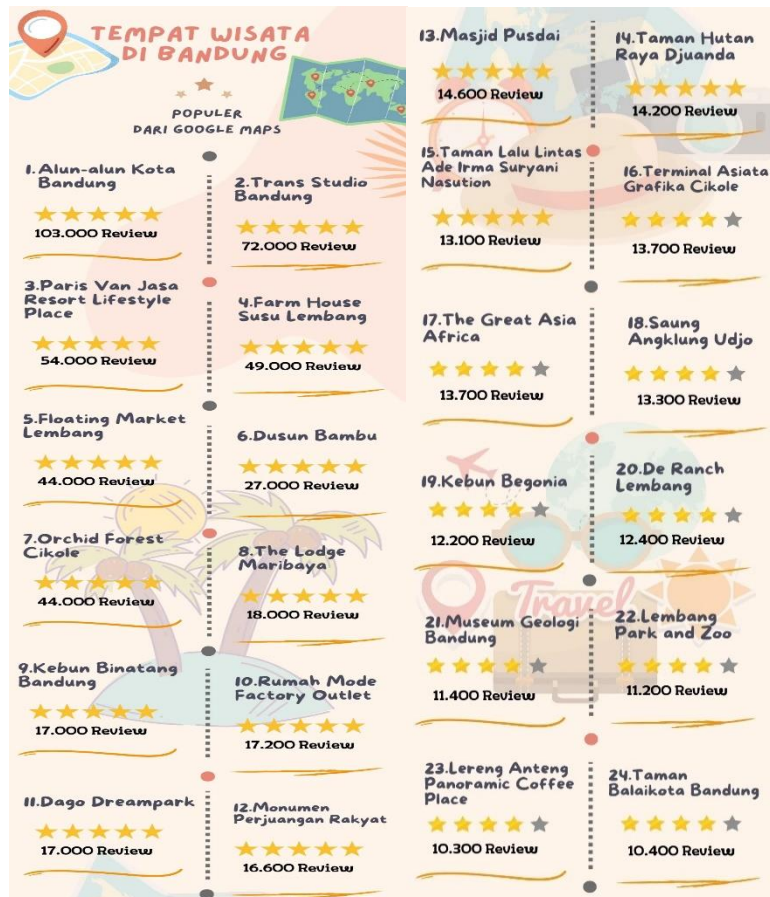 TEMPAT WISATA
DI BANDUNG
POPULER
DARI GOOGLE MAPS
1.Alun-alun Kota
Bandung
103.000 Review
2.Trans Studio
Bandung
72.000 Review
3.Paris Van Jasa
Resort Lifestyle
Place
54.000 Review
4.Farm House
Susu Lembang
49.000 Review
5.Floating Market
Lembang
44.000 Review
6.Dusun Bambu
27.000 Review
7.Orchid Forest
Cikole
44.000 Review
8.The Lodge
Maribaya
18.000 Review
9.Kebun Binatang
Bandung
17.000 Review
10.Rumah Mode
Factory Outlet
17.200 Review
11.Dago Dreampark
17.000 Review
12.Monumen
Perjuangan Rakyat
16.600 Review
13.Masjid Pusdai
14.600 Review
14.Taman Hutan
Raya Djuanda
14.200 Review
15.Taman Lalu Lintas
Ade Irma Suryani
Nasution
13.100 Review
16.Terminal Asiata
Grafika Cikole
13.700 Review
17.The Great Asia
Africa
13.700 Review
18.Saung
Angklung Udjo
13.300 Review
19.Kebun Begonia
12.200 Review
20.De Ranch
Lembang
12.400 Review
Travel
21.Museum Geologi
Bandung
11.400 Review
22.Lembang
Park and Zoo
11.200 Review
23.Lereng Anteng
Panoramic Coffee
Place
10.300 Review
24.Taman
Balaikota Bandung
10.400 Review